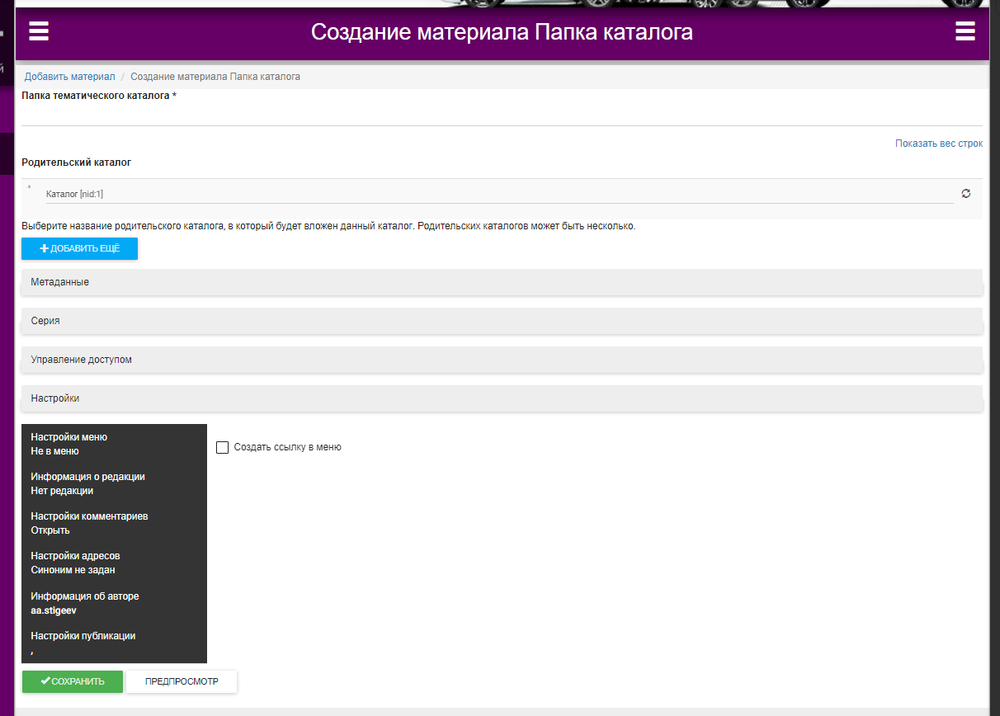 Создание материала Папка каталога
Добавить материал / Создание материала Папка каталога
Папка тематического каталога *
Показать вес строк
Родительский каталог
Каталог [nid:1]
Выберите название родительского каталога, в который будет вложен данный каталог. Родительских каталогов может быть несколько.
ДОБАВИТЬ ЕЩЁ
Метаданные
Серия
Управление доступом
Настройки
Настройки меню
Не в меню
Создать ссылку в меню
Информация о редакции
Нет редакции
Настройки комментариев
Открыть
Настройки адресов
Синоним не задан
Информация об авторе
aa.stigeev
Настройки публикации
,
СОХРАНИТЬ
ПРЕДПРОСМОТР